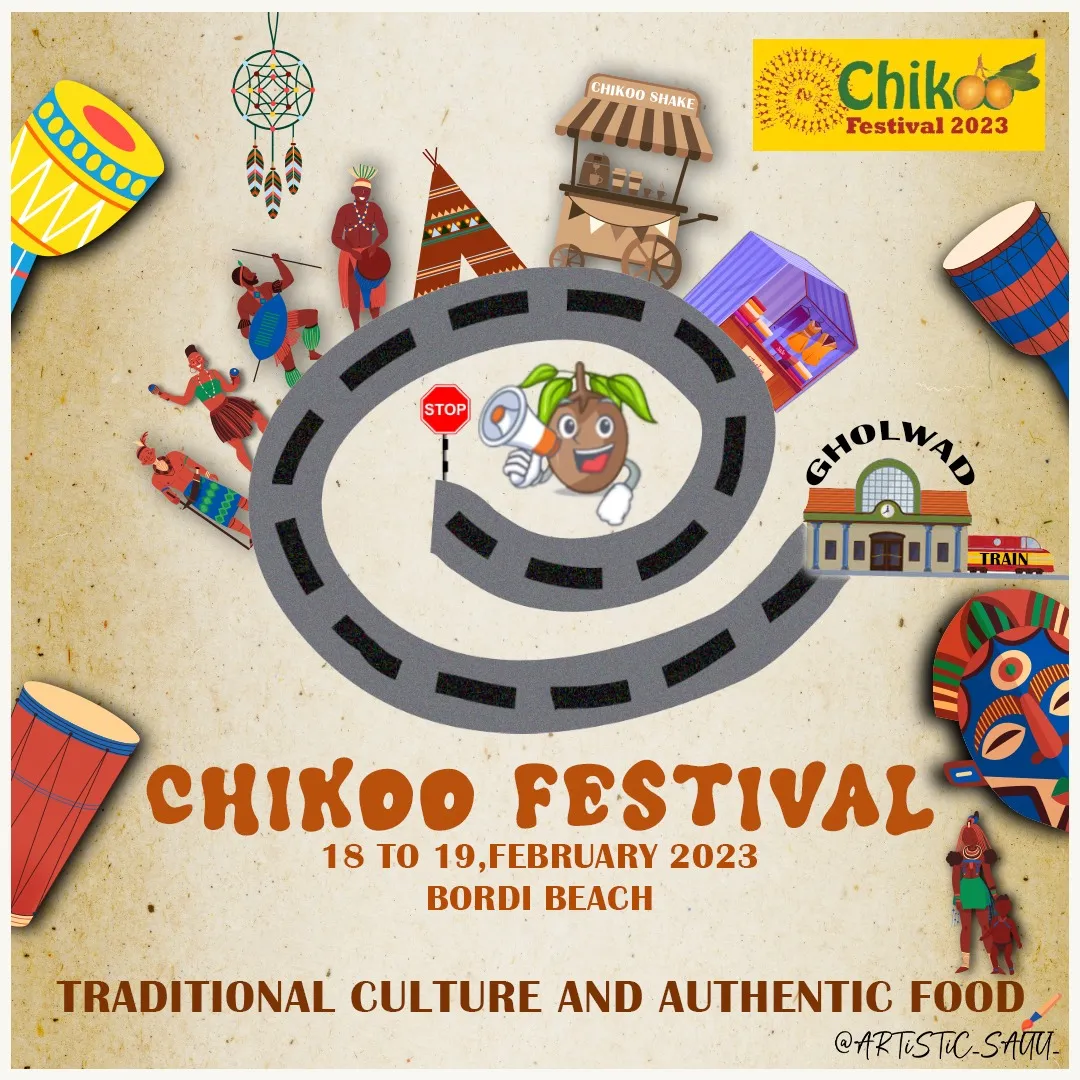 CHIKOO SHAKE
Chikoo
Festival 2023
STOP
GHOLWAD
TRAIN
CHIKOO FESTIVAL
18 TO 19,FEBRUARY 2023
BORDI BEACH
TRADITIONAL CULTURE AND AUTHENTIC FOOD